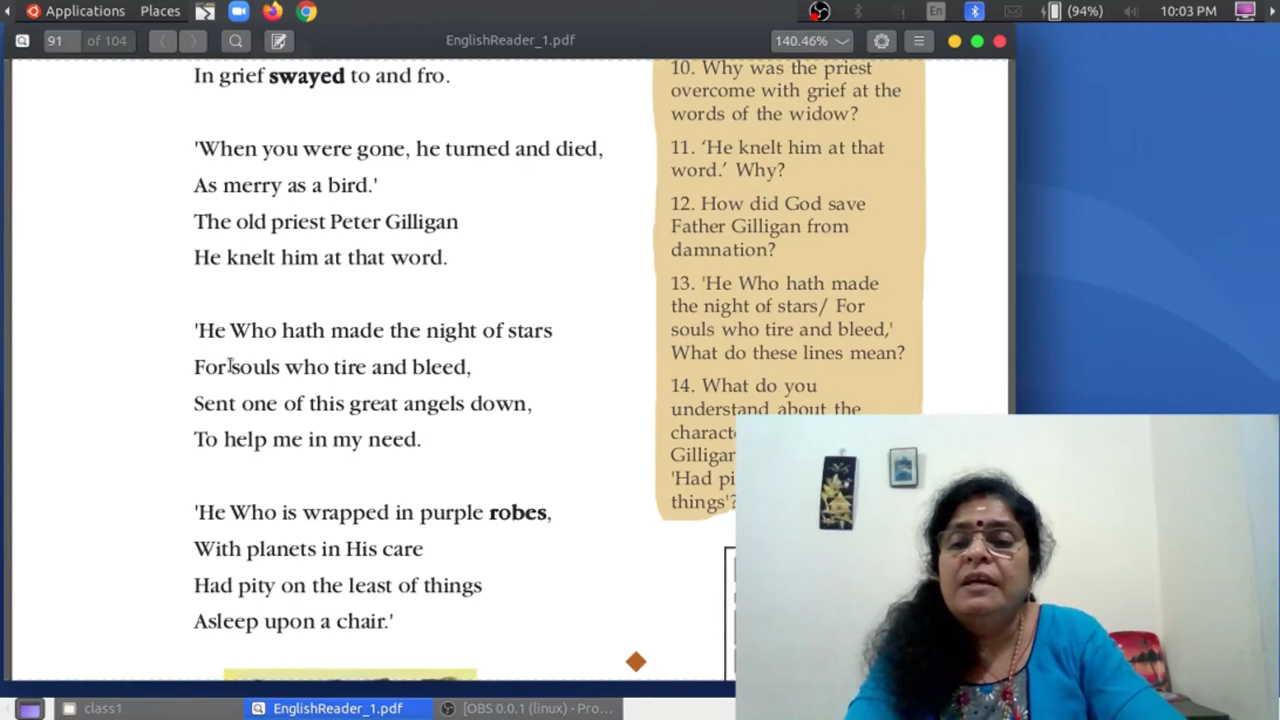 Applications Places En (94%) 10:03 PM
91 of 104 EnglishReader_1.pdf 140.46%
In grief swayed to and fro.
'When you were gone, he turned and died,
As merry as a bird.'
The old priest Peter Gilligan
He knelt him at that word.
'He Who hath made the night of stars
For souls who tire and bleed,
Sent one of this great angels down,
To help me in my need.
'He Who is wrapped in purple robes,
With planets in His care
Had pity on the least of things
Asleep upon a chair.'
10. Why was the priest
overcome with grief at the
words of the widow?
11. ‘He knelt him at that
word.’ Why?
12. How did God save
Father Gilligan from
damnation?
13. 'He Who hath made
the night of stars/ For
souls who tire and bleed,'
What do these lines mean?
14. What do you
understand about the
charact
Gilligan
'Had pi
things'?
class1 EnglishReader_1.pdf [OBS 0.0.1 (linux) - Pro...